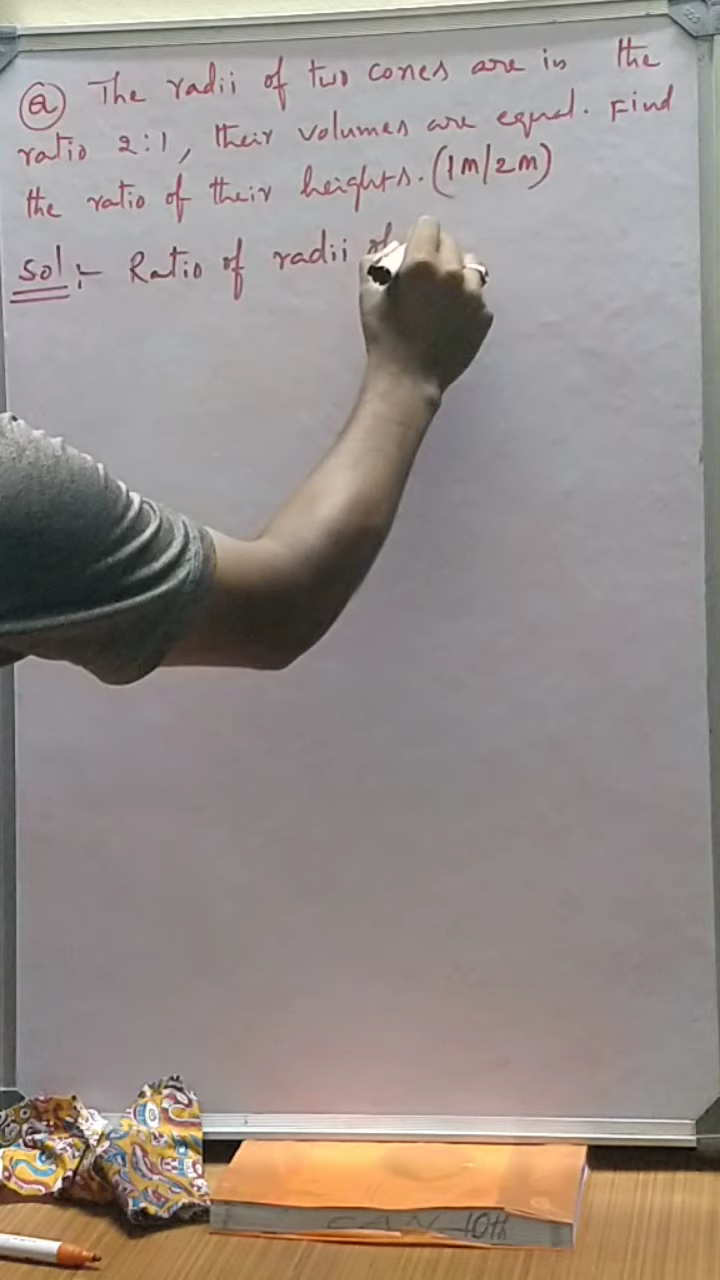 Q The radii of two cones are in the
ratio 2:1, their volumes are equal. Find
the ratio of their heights. (1m/2m)
Sol :- Ratio of radii of
10th